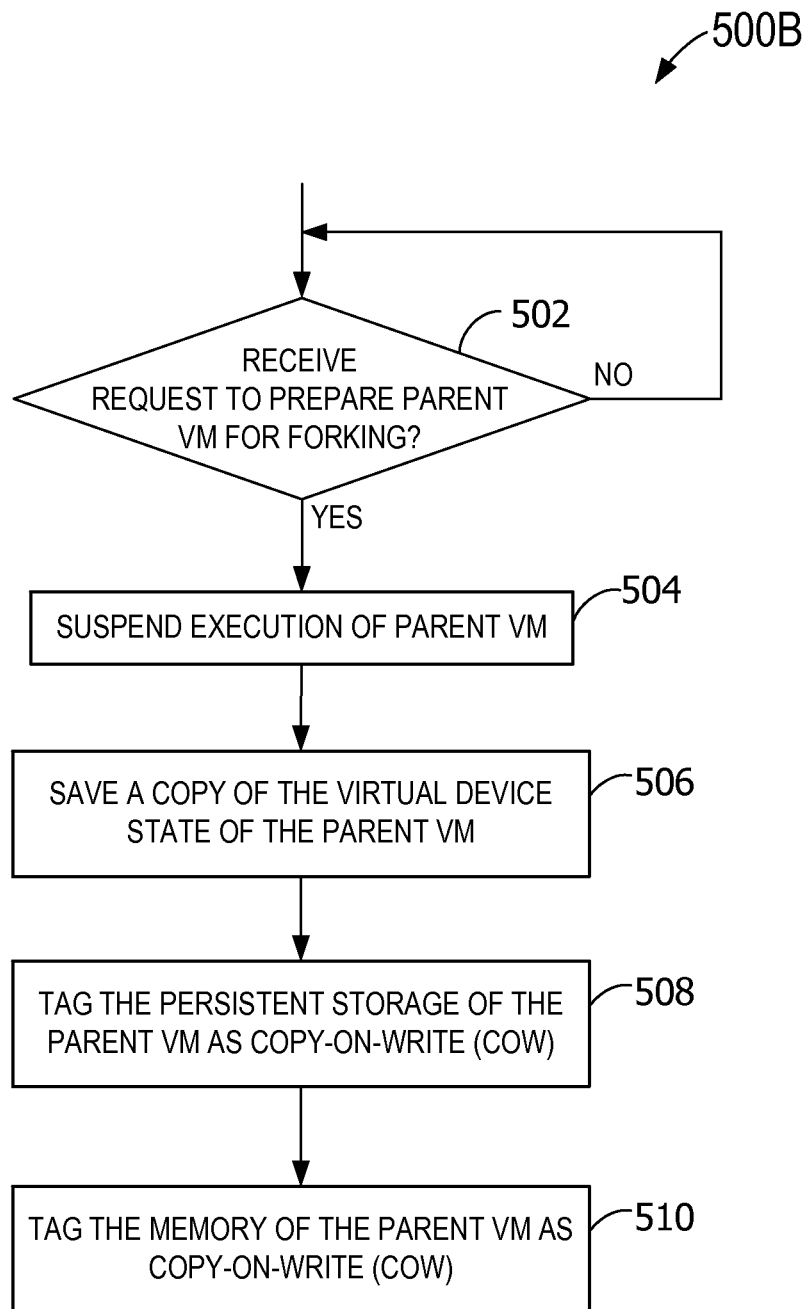 500B
502
RECEIVE
REQUEST TO PREPARE PARENT
VM FOR FORKING?
NO
YES
504
SUSPEND EXECUTION OF PARENT VM
506
SAVE A COPY OF THE VIRTUAL DEVICE
STATE OF THE PARENT VM
508
TAG THE PERSISTENT STORAGE OF THE
PARENT VM AS COPY-ON-WRITE (COW)
510
TAG THE MEMORY OF THE PARENT VM AS
COPY-ON-WRITE (COW)